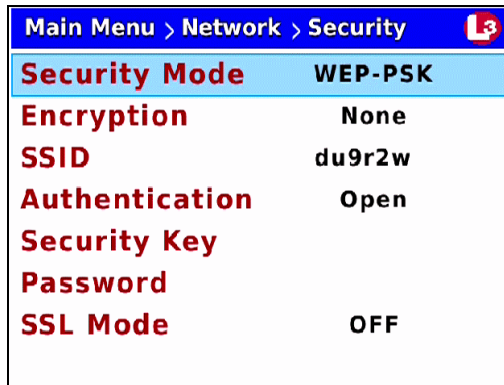 Main Menu > Network > Security L3
Security Mode WEP-PSK
Encryption None
SSID du9r2w
Authentication Open
Security Key
Password
SSL Mode OFF